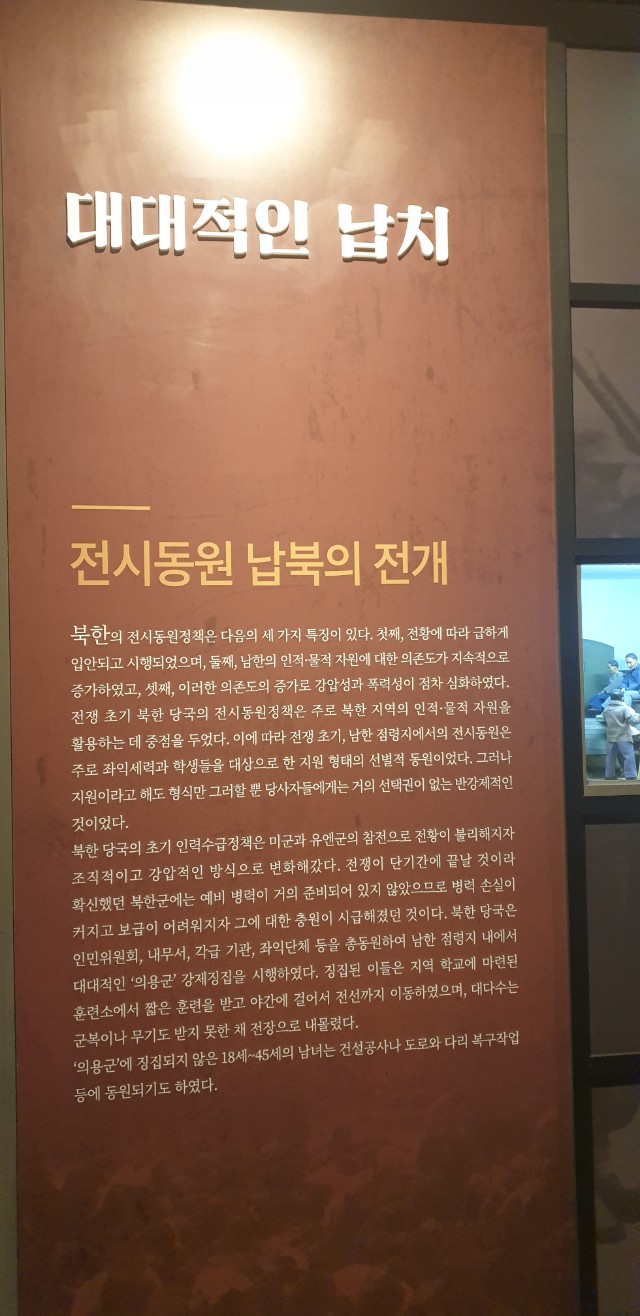 대대적인 납치
전시동원 납북의 전개
북한의 전시동원정책은 다음의 세 가지 특징이 있다. 첫째, 전황에 따라 급하게
입안되고 시행되었으며, 둘째, 남한의 인적·물적 자원에 대한 의존도가 지속적으로
증가하였고, 셋째, 이러한 의존도의 증가로 강압성과 폭력성이 점차 심화하였다.
전쟁 초기 북한 당국의 전시동원정책은 주로 북한 지역의 인적·물적 자원을
활용하는 데 중점을 두었다. 이에 따라 전쟁 초기, 남한 점령지에서의 전시동원은
주로 좌익세력과 학생들을 대상으로 한 지원 형태의 선별적 동원이었다. 그러나
지원이라고 해도 형식만 그러할 뿐 당사자들에게는 거의 선택권이 없는 반강제적인
것이었다.
북한 당국의 초기 인력수급정책은 미군과 유엔군의 참전으로 전황이 불리해지자
조직적이고 강압적인 방식으로 변화해갔다. 전쟁이 단기간에 끝날 것이라
확신했던 북한군에는 예비 병력이 거의 준비되어 있지 않았으므로 병력 손실이
커지고 보급이 어려워지자 그에 대한 충원이 시급해졌던 것이다. 북한 당국은
인민위원회, 내무서, 각급 기관, 좌익단체 등을 총동원하여 남한 점령지 내에서
대대적인 ‘의용군’ 강제징집을 시행하였다. 징집된 이들은 지역 학교에 마련된
훈련소에서 짧은 훈련을 받고 야간에 걸어서 전선까지 이동하였으며, 대다수는
군복이나 무기도 받지 못한 채 전장으로 내몰렸다.
‘의용군’에 징집되지 않은 18세~45세의 남녀는 건설공사나 도로와 다리 복구작업
등에 동원되기도 하였다.